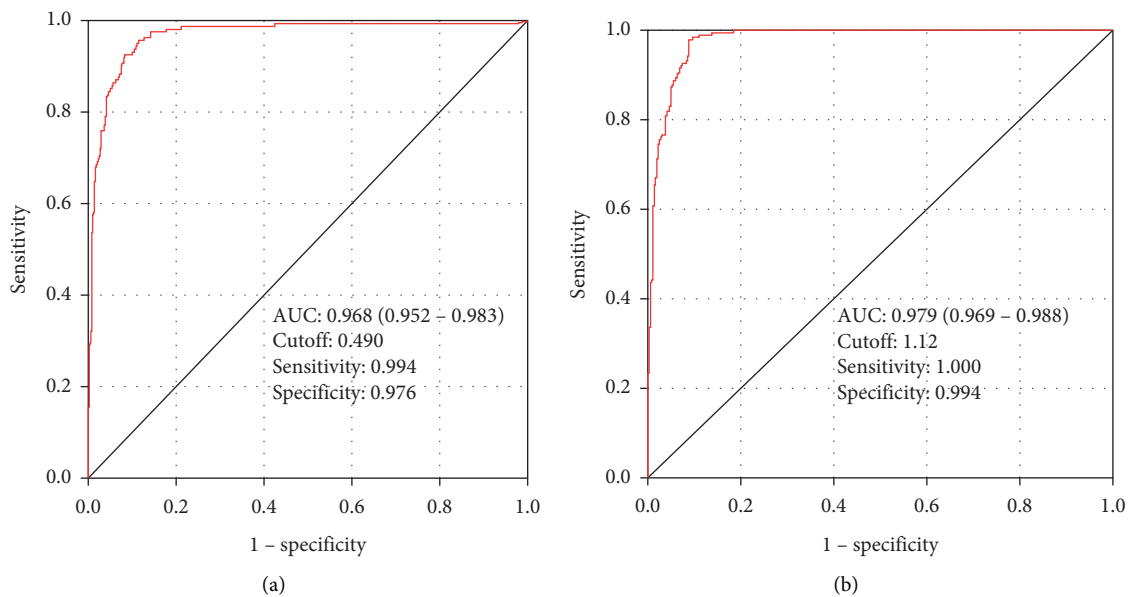 1.0
0.8
0.6
0.4
0.2
0.0
Sensitivity
AUC: 0.968 (0.952 – 0.983)
Cutoff: 0.490
Sensitivity: 0.994
Specificity: 0.976
0.0 0.2 0.4 0.6 0.8 1.0
1 – specificity
(a)
1.0
0.8
0.6
0.4
0.2
0.0
Sensitivity
AUC: 0.979 (0.969 – 0.988)
Cutoff: 1.12
Sensitivity: 1.000
Specificity: 0.994
0.0 0.2 0.4 0.6 0.8 1.0
1 – specificity
(b)